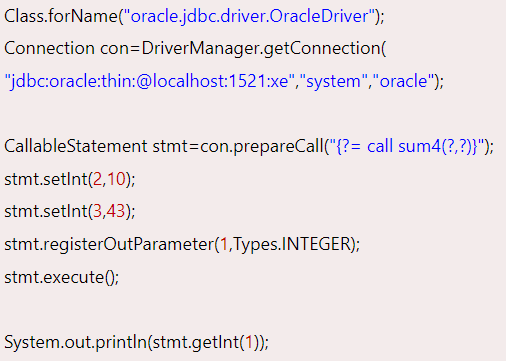 Class.forName("oracle.jdbc.driver.OracleDriver");
Connection con=DriverManager.getConnection(
"jdbc:oracle:thin:@localhost:1521:xe","system","oracle");
CallableStatement stmt=con.prepareCall("{?= call sum4(?,?)}");
stmt.setInt(2,10);
stmt.setInt(3,43);
stmt.registerOutParameter(1,Types.INTEGER);
stmt.execute();
System.out.println(stmt.getInt(1));